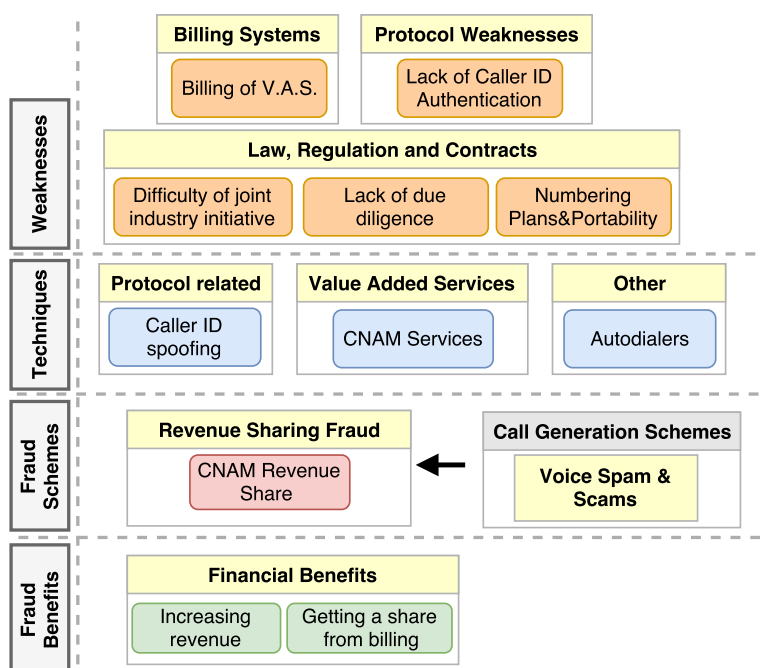 Billing Systems
Billing of V.A.S.
Protocol Weaknesses
Lack of Caller ID
Authentication
Weaknesses
Law, Regulation and Contracts
Difficulty of joint
industry initiative
Lack of due
diligence
Numbering
Plans&Portability
Techniques
Protocol related
Caller ID
spoofing
Value Added Services
CNAM Services
Other
Autodialers
Fraud
Schemes
Revenue Sharing Fraud
CNAM Revenue
Share
Call Generation Schemes
Voice Spam &
Scams
Fraud
Benefits
Financial Benefits
Increasing
revenue
Getting a share
from billing